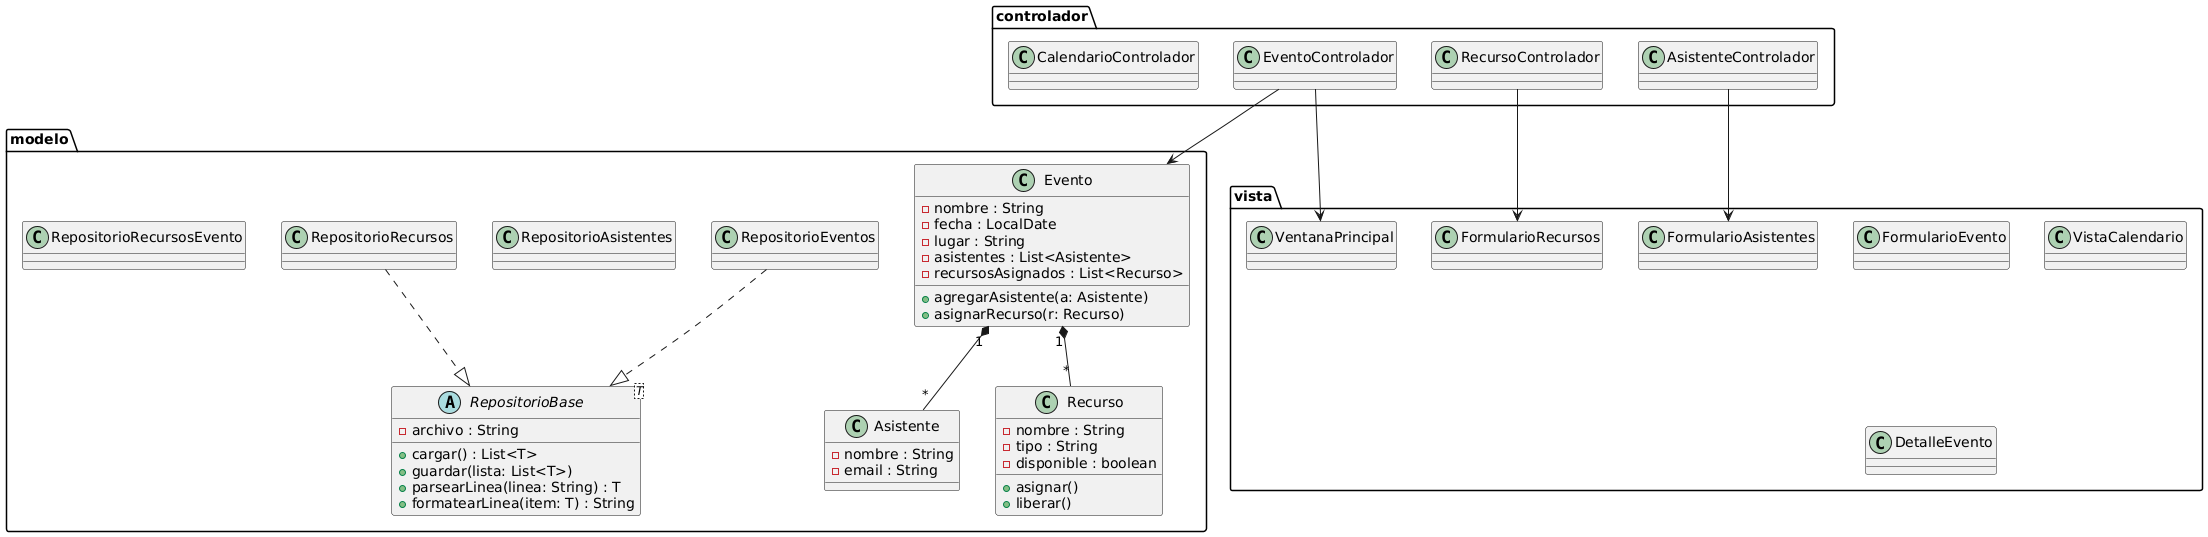 controlador
C CalendarioControlador
C EventoControlador
C RecursoControlador
C AsistenteControlador
modelo
C RepositorioRecursosEvento
C RepositorioRecursos
C RepositorioAsistentes
C RepositorioEventos
C Evento
nombre : String
fecha : LocalDate
lugar : String
asistentes : List<Asistente>
recursosAsignados : List<Recurso>
agregarAsistente(a: Asistente)
asignarRecurso(r: Recurso)
1
1
*
*
A RepositorioBase
T
archivo : String
cargar() : List<T>
guardar(lista: List<T>)
parsearLinea(linea: String) : T
formatearLinea(item: T) : String
C Asistente
nombre : String
email : String
C Recurso
nombre : String
tipo : String
disponible : boolean
asignar()
liberar()
vista
C VentanaPrincipal
C FormularioRecursos
C FormularioAsistentes
C FormularioEvento
C VistaCalendario
C DetalleEvento